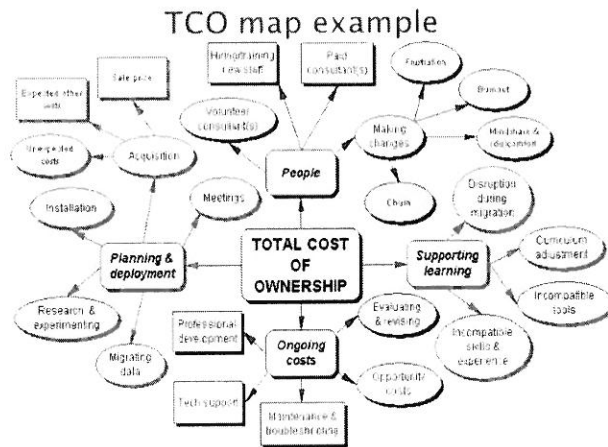 TCO map example
Hiring/training
new staff
Paid
consultant(s)
Sale price
Frustration
Burnout
Expected other
costs
Volunteer
consultant(s)
Making
changes
Mindshare &
Unexpected
costs
Acquisition
People
Churn
Disruption
during
migration
Installation
Meetings
Planning &
deployment
TOTAL COST
OF
OWNERSHIP
Supporting
learning
Curriculum
adjustment
Research &
experimenting
Professional
development
Evaluating
& revising
Incompatible
tools
Migrating
data
Ongoing
costs
Incompatible
skills &
experience
Tech support
Opportunity
costs
Maintenance &
troubleshooting